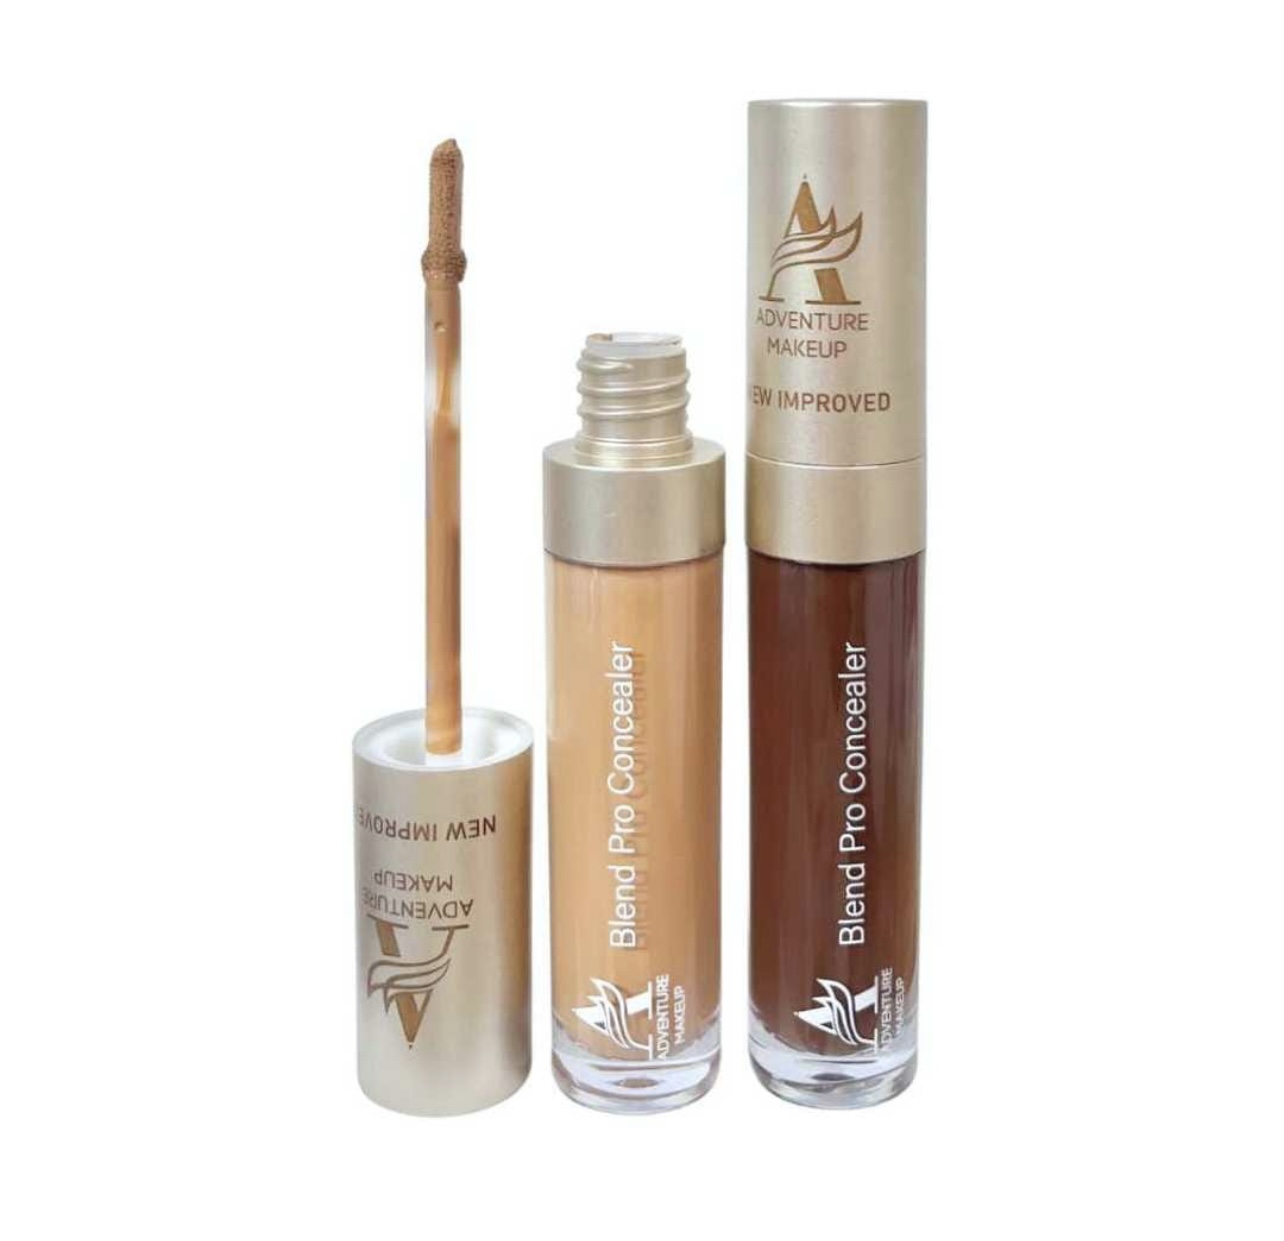 ADVENTURE
MAKEUP
EW IMPROVED
NEW IMPROVE
ADVENTURE
MAKEUP
Blend Pro Concealer
ADVENTURE
MAKEUP
Blend Pro Concealer
ADVENTURE
MAKEUP